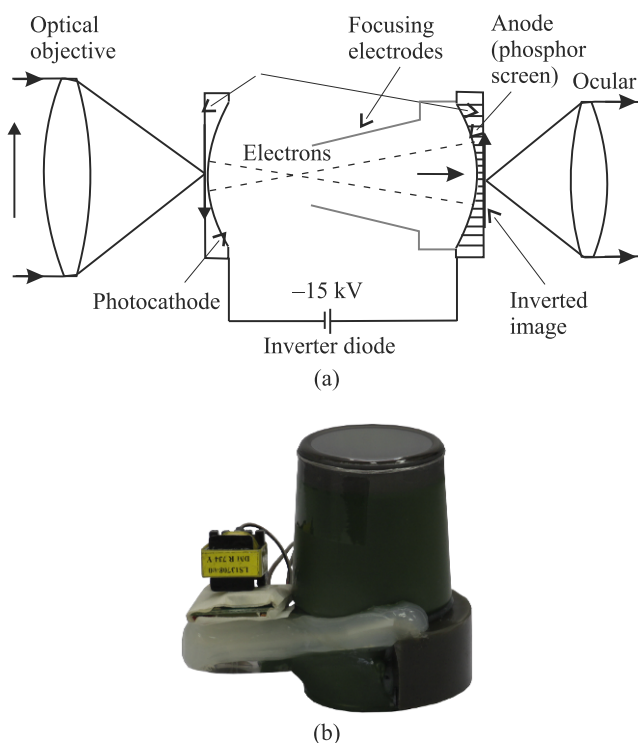 Optical
objective
Focusing
electrodes
Anode
(phosphor
screen)
Ocular
Electrons
Photocathode
–15 kV
Inverter diode
Inverted
image
(a)
(b)